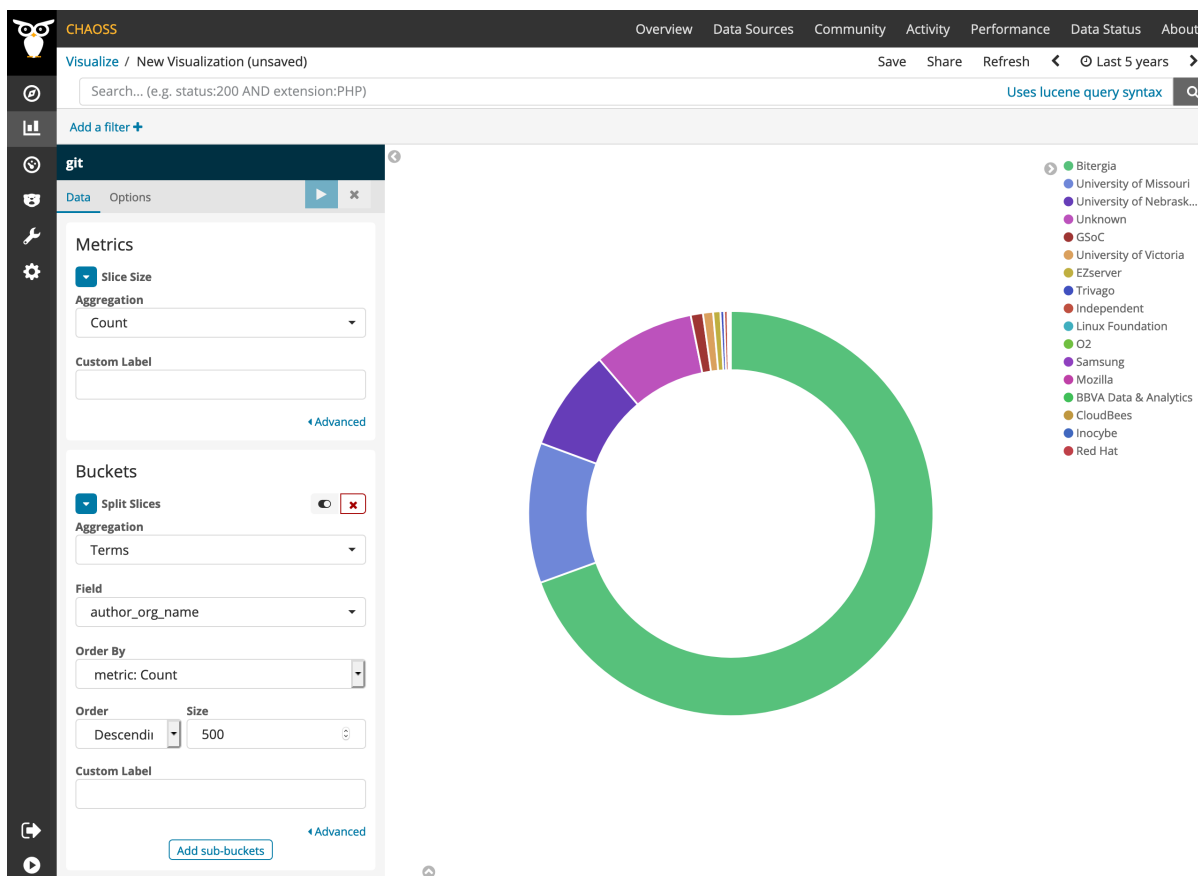 CHAOSS Overview Data Sources Community Activity Performance Data Status About
Visualize / New Visualization (unsaved) Save Share Refresh Last 5 years
Search... (e.g. status:200 AND extension:PHP) Uses lucene query syntax
Add a filter
git
Data Options
Metrics
Slice Size
Aggregation
Count
Custom Label
Advanced
Buckets
Split Slices
Aggregation
Terms
Field
author_org_name
Order By
metric: Count
Order Size
Descendii 500
Custom Label
Advanced
Add sub-buckets
Bitergia
University of Missouri
University of Nebrask...
Unknown
GSoC
University of Victoria
EZserver
Trivago
Independent
Linux Foundation
O2
Samsung
Mozilla
BBVA Data & Analytics
CloudBees
Inocybe
Red Hat